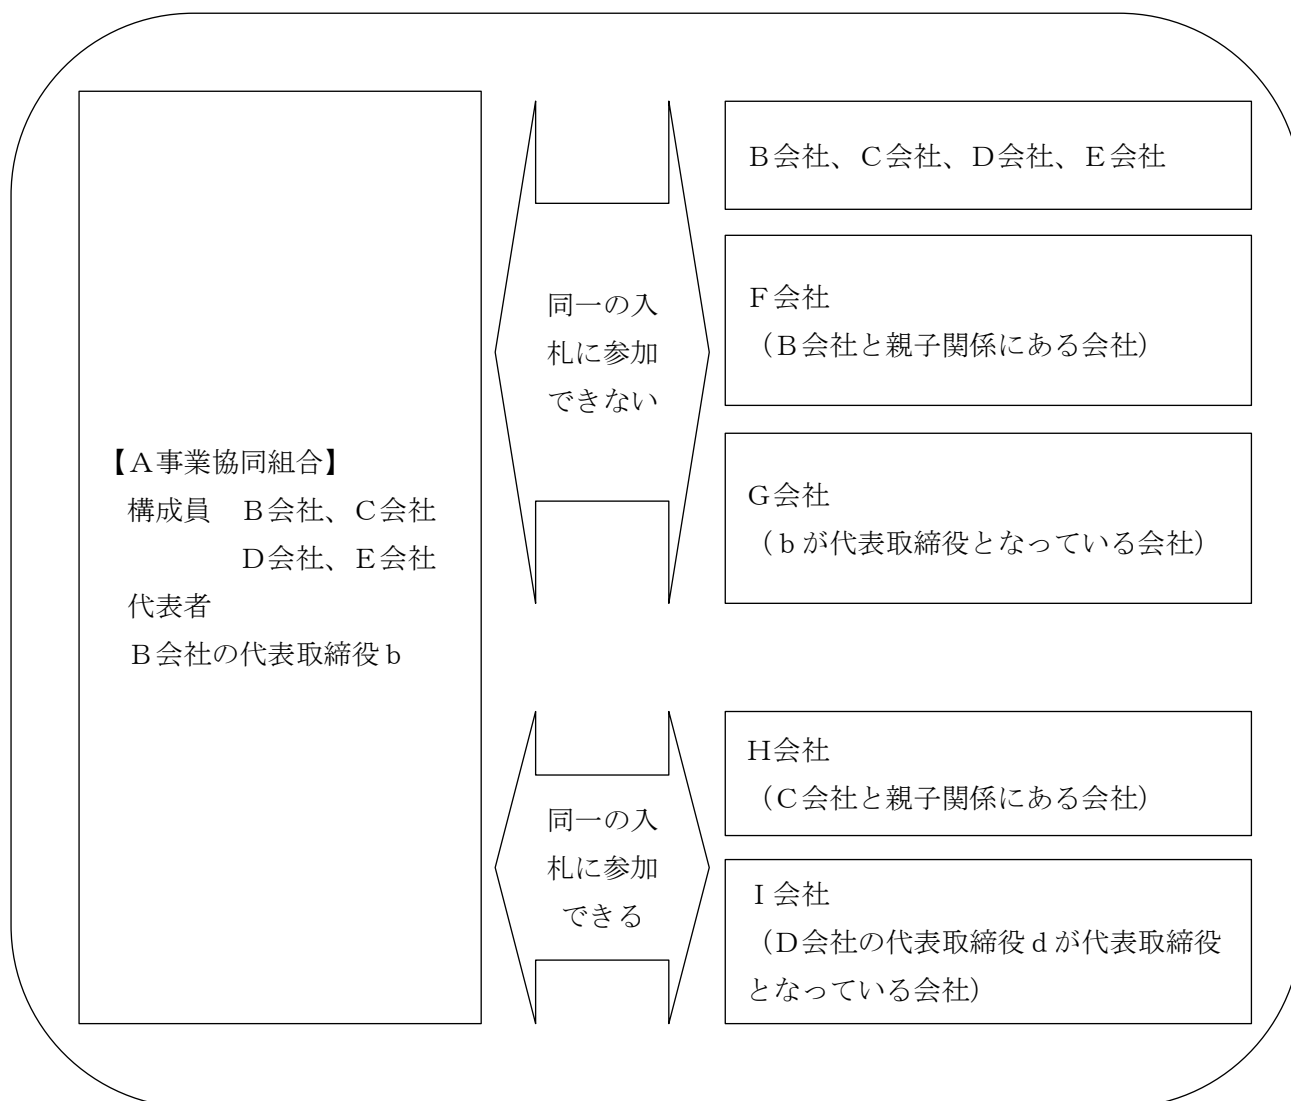 【Ａ事業協同組合】
構成員　Ｂ会社、Ｃ会社
Ｄ会社、Ｅ会社
代表者
Ｂ会社の代表取締役ｂ
同一の入
札に参加
できない
Ｂ会社、Ｃ会社、Ｄ会社、Ｅ会社
Ｆ会社
（Ｂ会社と親子関係にある会社）
Ｇ会社
（ｂが代表取締役となっている会社）
同一の入
札に参加
できる
Ｈ会社
（Ｃ会社と親子関係にある会社）
Ｉ会社
（Ｄ会社の代表取締役ｄが代表取締役
となっている会社）